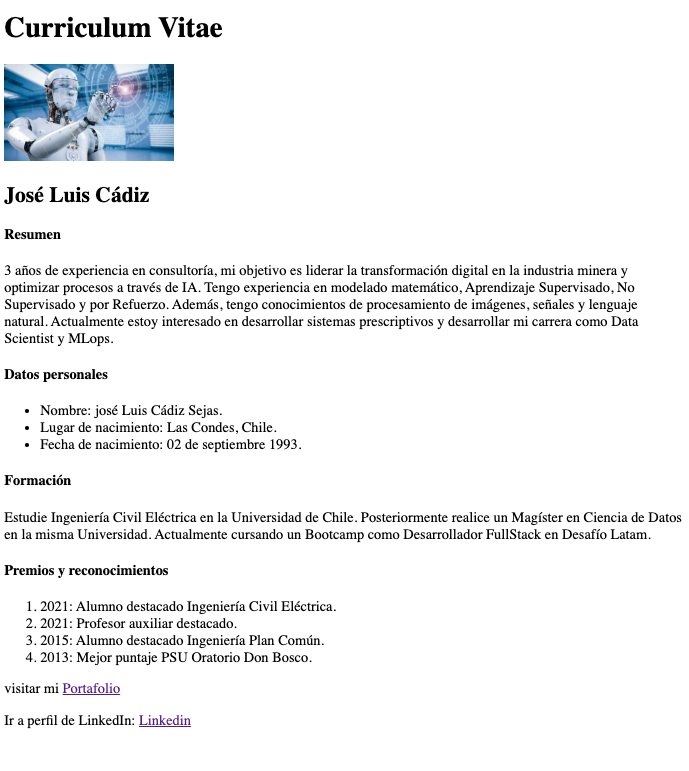 Curriculum Vitae
José Luis Cádiz
Resumen
3 años de experiencia en consultoría, mi objetivo es liderar la transformación digital en la industria minera y
optimizar procesos a través de IA. Tengo experiencia en modelado matemático, Aprendizaje Supervisado, No
Supervisado y por Refuerzo. Además, tengo conocimientos de procesamiento de imágenes, señales y lenguaje
natural. Actualmente estoy interesado en desarrollar sistemas prescriptivos y desarrollar mi carrera como Data
Scientist y MLops.
Datos personales
• Nombre: josé Luis Cádiz Sejas.
• Lugar de nacimiento: Las Condes, Chile.
• Fecha de nacimiento: 02 de septiembre 1993.
Formación
Estudie Ingeniería Civil Eléctrica en la Universidad de Chile. Posteriormente realice un Magíster en Ciencia de Datos
en la misma Universidad. Actualmente cursando un Bootcamp como Desarrollador FullStack en Desafío Latam.
Premios y reconocimientos
1. 2021: Alumno destacado Ingeniería Civil Eléctrica.
2. 2021: Profesor auxiliar destacado.
3. 2015: Alumno destacado Ingeniería Plan Común.
4. 2013: Mejor puntaje PSU Oratorio Don Bosco.
visitar mi Portafolio
Ir a perfil de LinkedIn: Linkedin